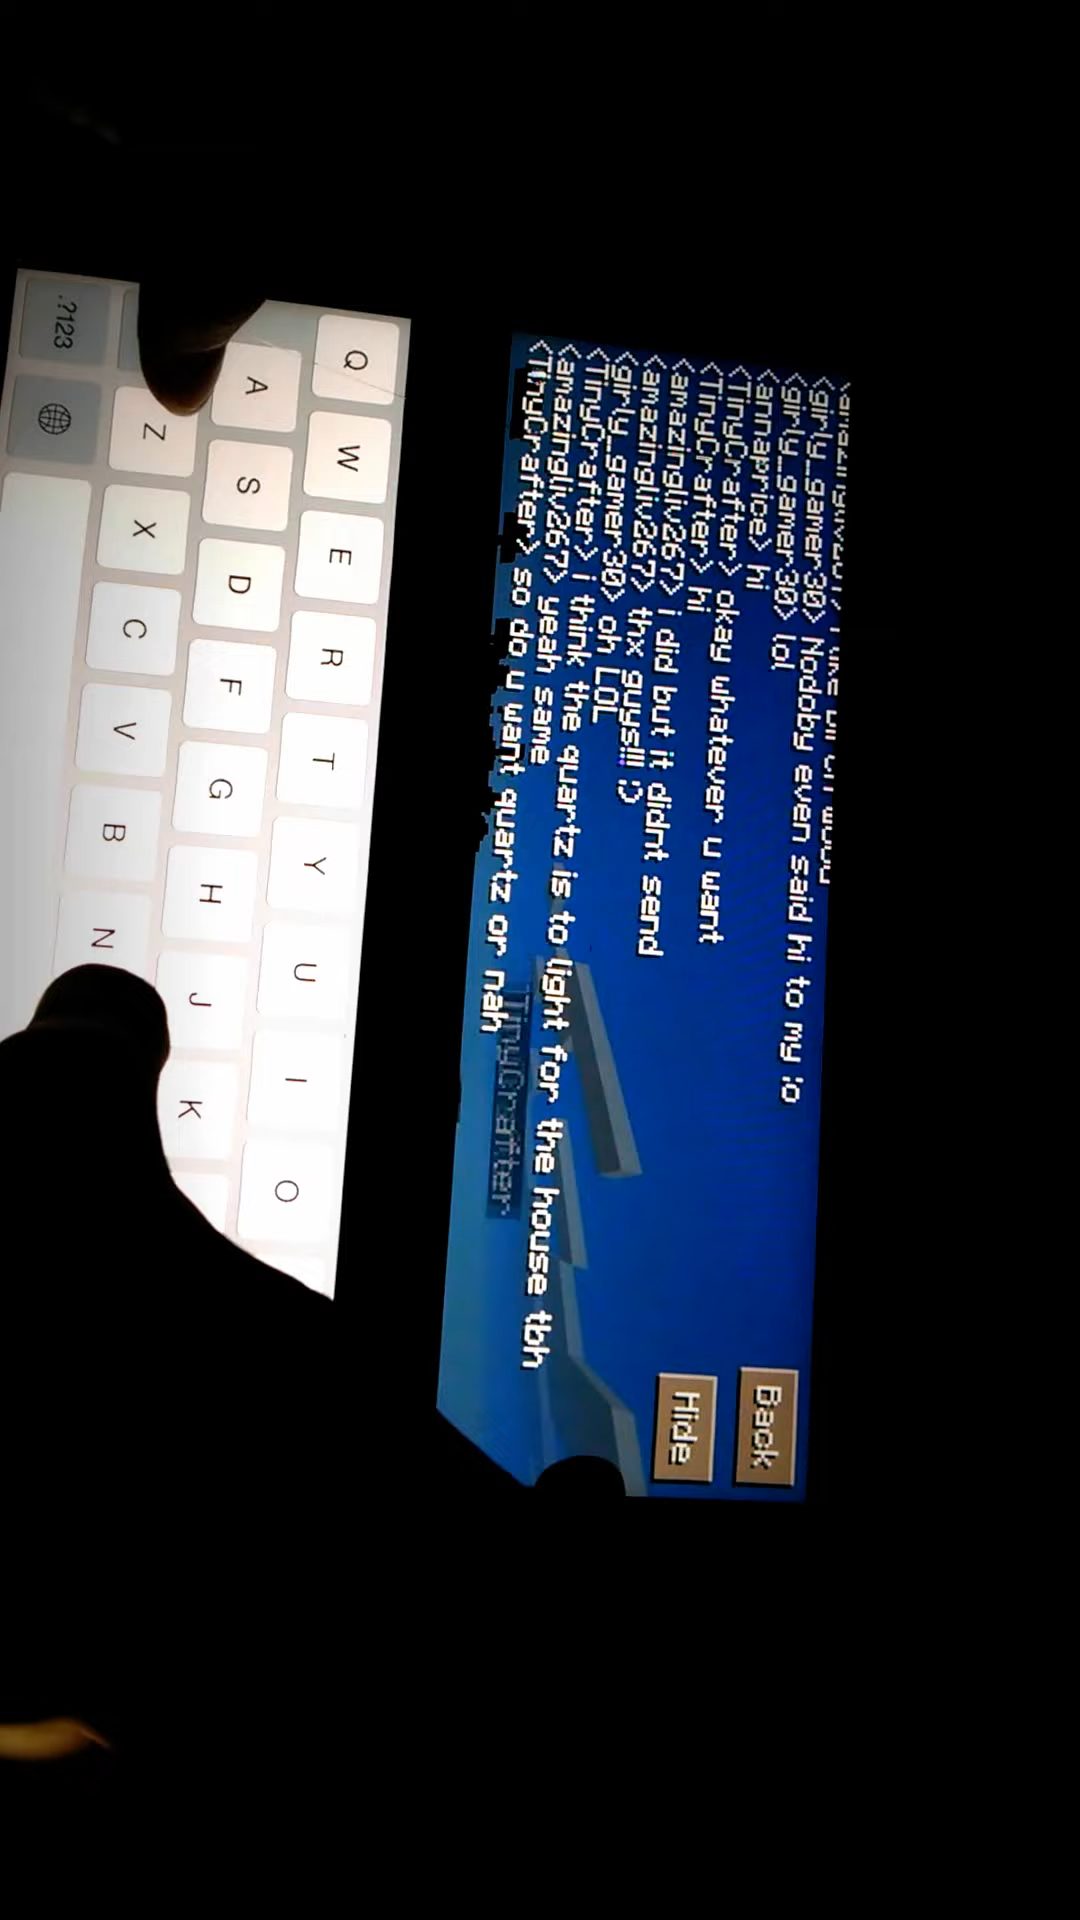 <girly_gamer30> Nodoby even said hi to my :o
<girly_gamer30> lol
<annaprice> hi
<TinyCrafter> okay whatever u want
<TinyCrafter> hi
<amazingliv267> i did but it didnt send
<amazingliv267> thx guys!!! :D
<girly_gamer30> oh LOL
<TinyCrafter> i think the quartz is to light for the house tbh
<amazingliv267> yeah same
<TinyCrafter> so do u want quartz or nah
TinyCrafter
Back
Hide
Q W E R T Y U I O
A S D F G H J K
Z X C V B N
.?123